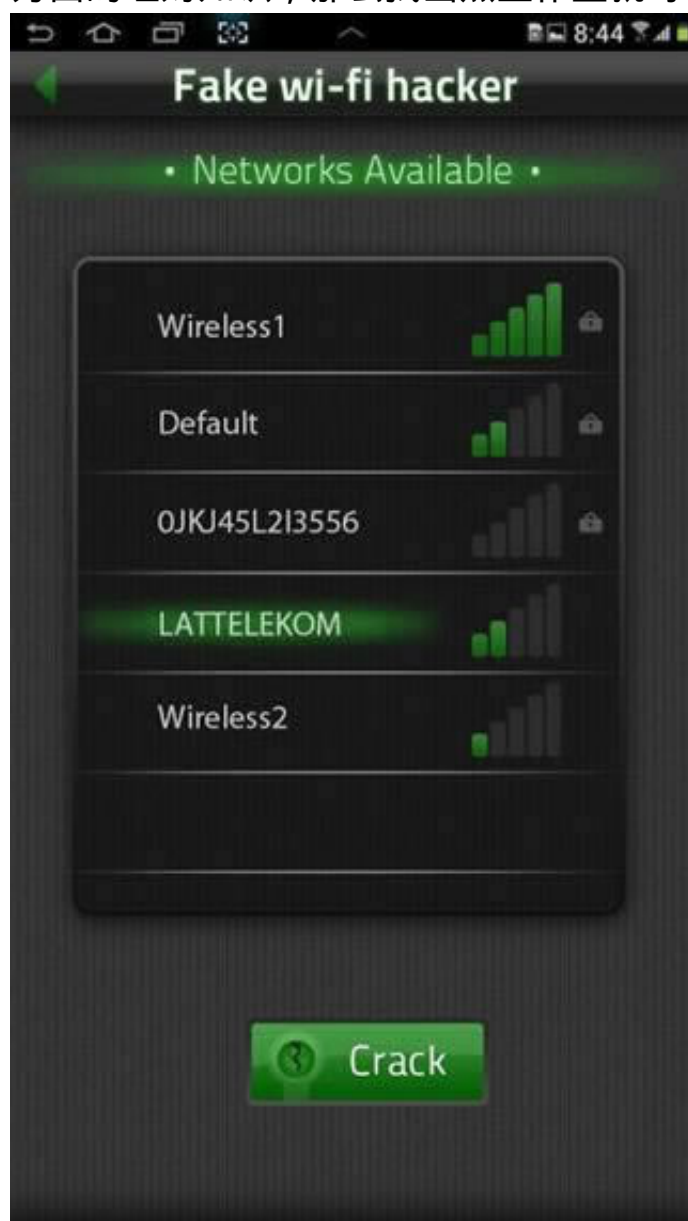 8:44
Fake wi-fi hacker
• Networks Available •
Wireless1
Default
0JKJ45L2I3556
LATTELEKOM
Wireless2
Crack